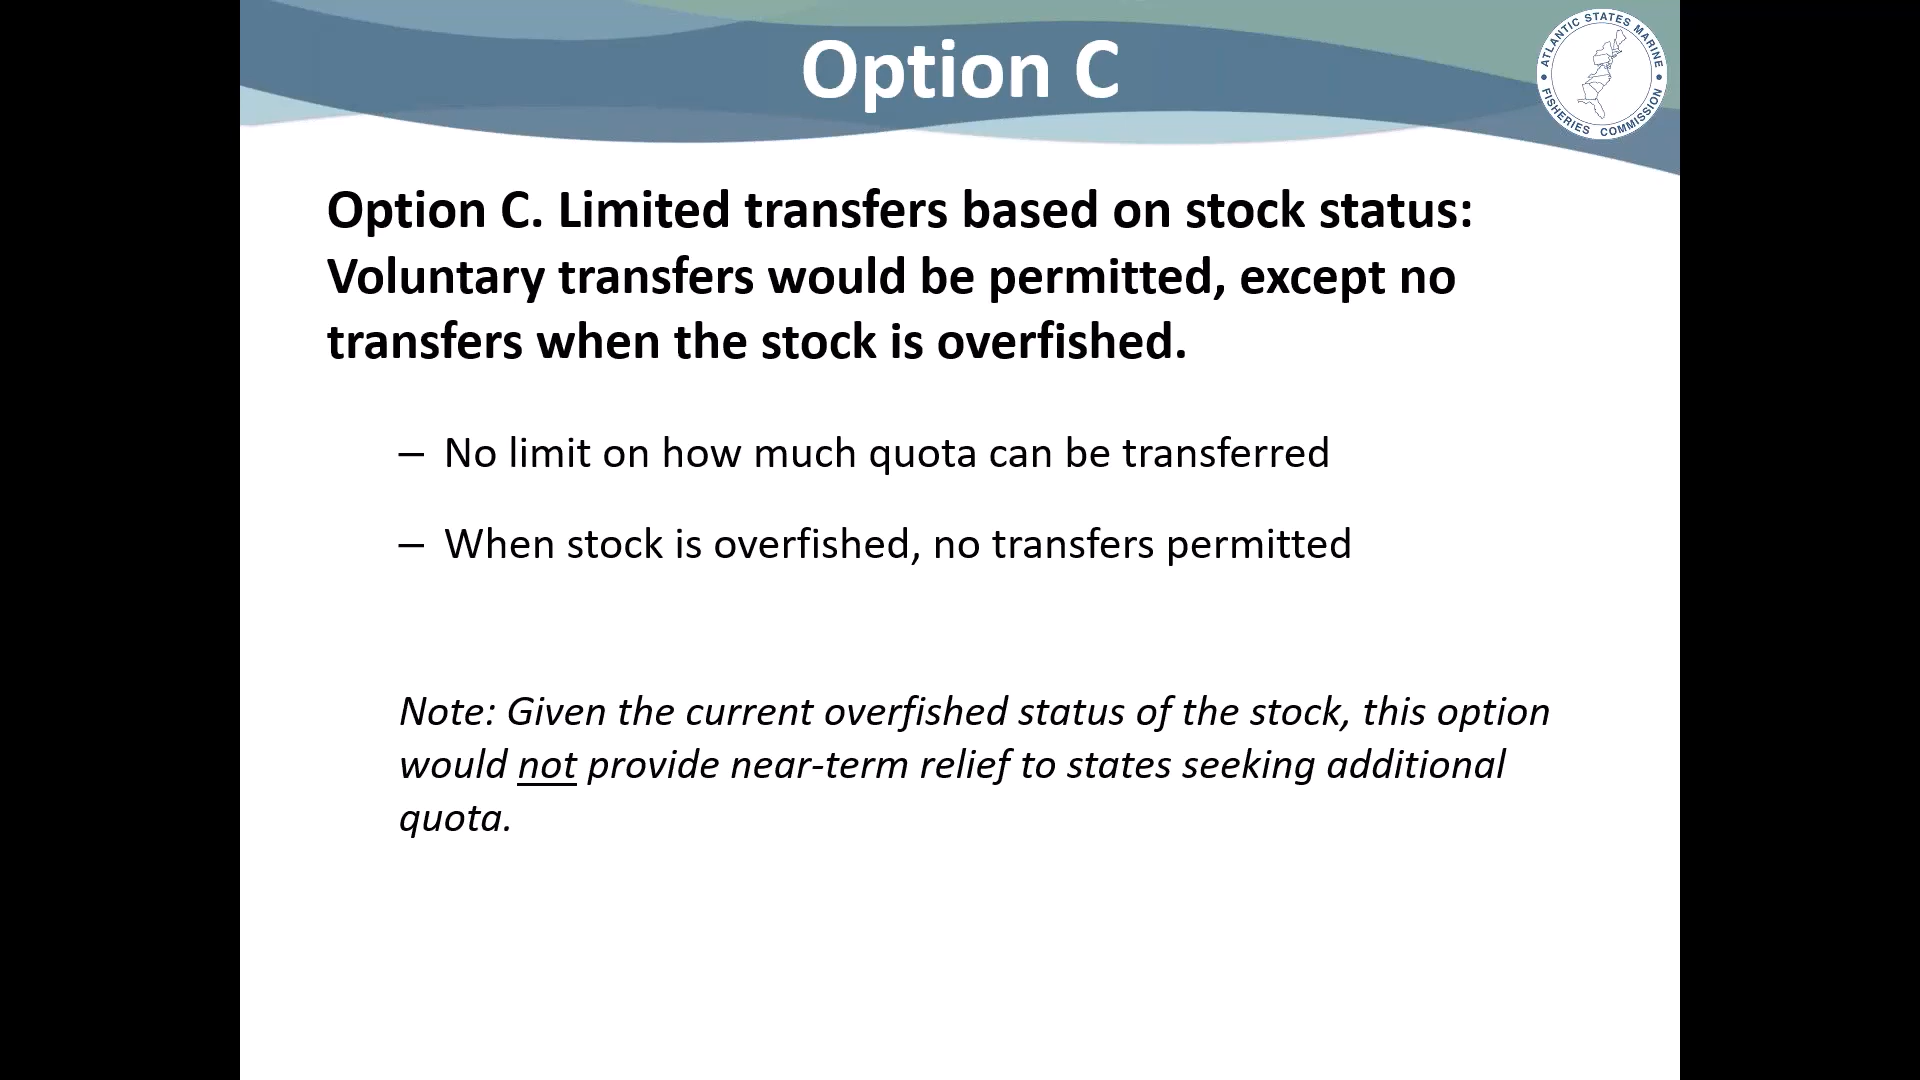 Option C
ATLANTIC STATES MARINE
FISHERIES COMMISSION
Option C. Limited transfers based on stock status:
Voluntary transfers would be permitted, except no
transfers when the stock is overfished.
– No limit on how much quota can be transferred
– When stock is overfished, no transfers permitted
Note: Given the current overfished status of the stock, this option
would not provide near-term relief to states seeking additional
quota.